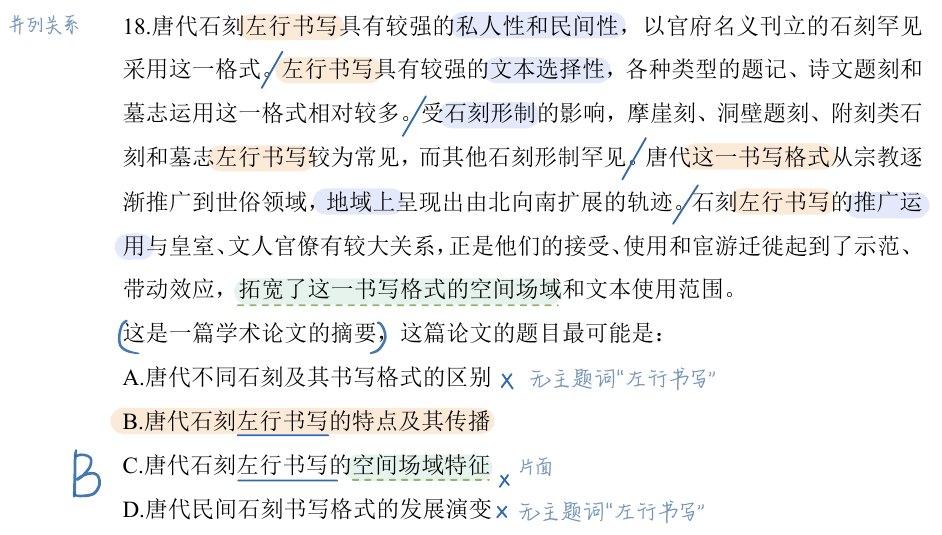 并列关系
18.唐代石刻左行书写具有较强的私人性和民间性，以官府名义刊立的石刻罕见
采用这一格式。左行书写具有较强的文本选择性，各种类型的题记、诗文题刻和
墓志运用这一格式相对较多。受石刻形制的影响，摩崖刻、洞壁题刻、附刻类石
刻和墓志左行书写较为常见，而其他石刻形制罕见。唐代这一书写格式从宗教逐
渐推广到世俗领域，地域上呈现出由北向南扩展的轨迹。石刻左行书写的推广运
用与皇室、文人官僚有较大关系，正是他们的接受、使用和宦游迁徙起到了示范、
带动效应，拓宽了这一书写格式的空间场域和文本使用范围。
这是一篇学术论文的摘要，这篇论文的题目最可能是：
A.唐代不同石刻及其书写格式的区别 × 无主题词“左行书写”
B.唐代石刻左行书写的特点及其传播
C.唐代石刻左行书写的空间场域特征 × 片面
B
D.唐代民间石刻书写格式的发展演变 × 无主题词“左行书写”